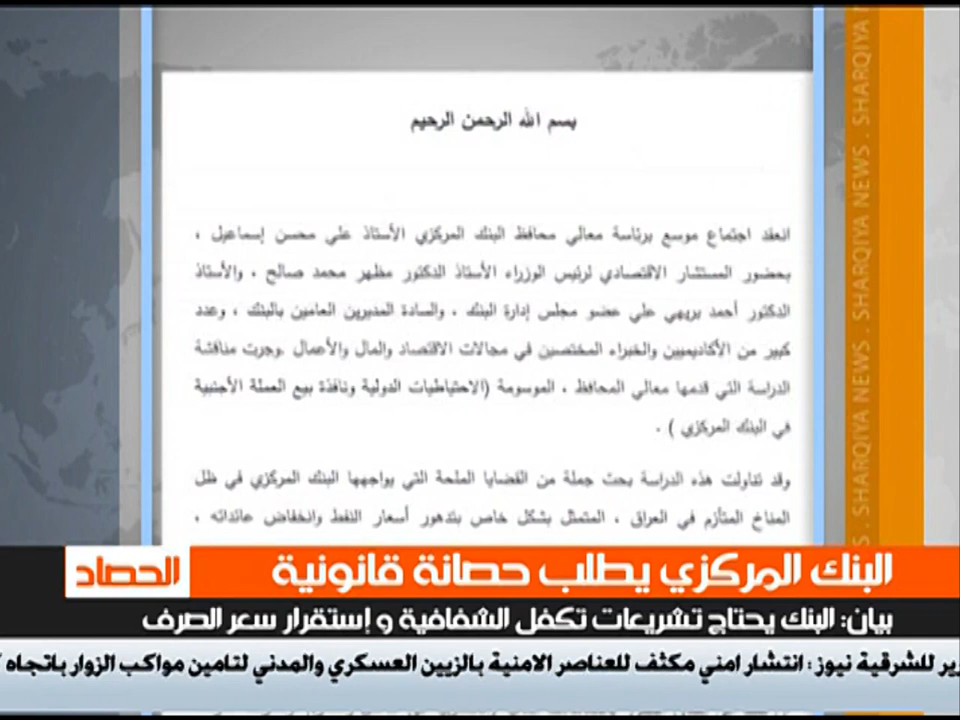 بسم الله الرحمن الرحيم
انعقد اجتماع موسع برئاسة معالي محافظ البنك المركزي الأستاذ علي محسن إسماعيل ،
بحضور المستشار الاقتصادي لرئيس الوزراء الأستاذ الدكتور مظهر محمد صالح ، والأستاذ
الدكتور أحمد بريهي علي عضو مجلس إدارة البنك ، والسادة المديرين العامين بالبنك ، وعدد
كبير من الأكاديميين والخبراء المختصين في مجالات الاقتصاد والمال والأعمال .وجرت مناقشة
الدراسة التي قدمها معالي المحافظ ، الموسومة (الاحتياطيات الدولية ونافذة بيع العملة الأجنبية
في البنك المركزي ) .
وقد تناولت هذه الدراسة بحث جملة من القضايا الملحة التي يواجهها البنك المركزي في ظل
المناخ المتأزم في العراق ، المتمثل بشكل خاص بتدهور أسعار النفط وانخفاض عائداته ،
SHARQIYA NEWS . SHARQIYA NEWS . SHARQIYA NEWS
البنك المركزي يطلب حصانة قانونية
الحصاد
بيان: البنك يحتاج تشريعات تكفل الشفافية و إستقرار سعر الصرف
للشرقية نيوز : انتشار امني مكثف للعناصر الامنية بالزيين العسكري والمدني لتامين مواكب الزوار باتجاه